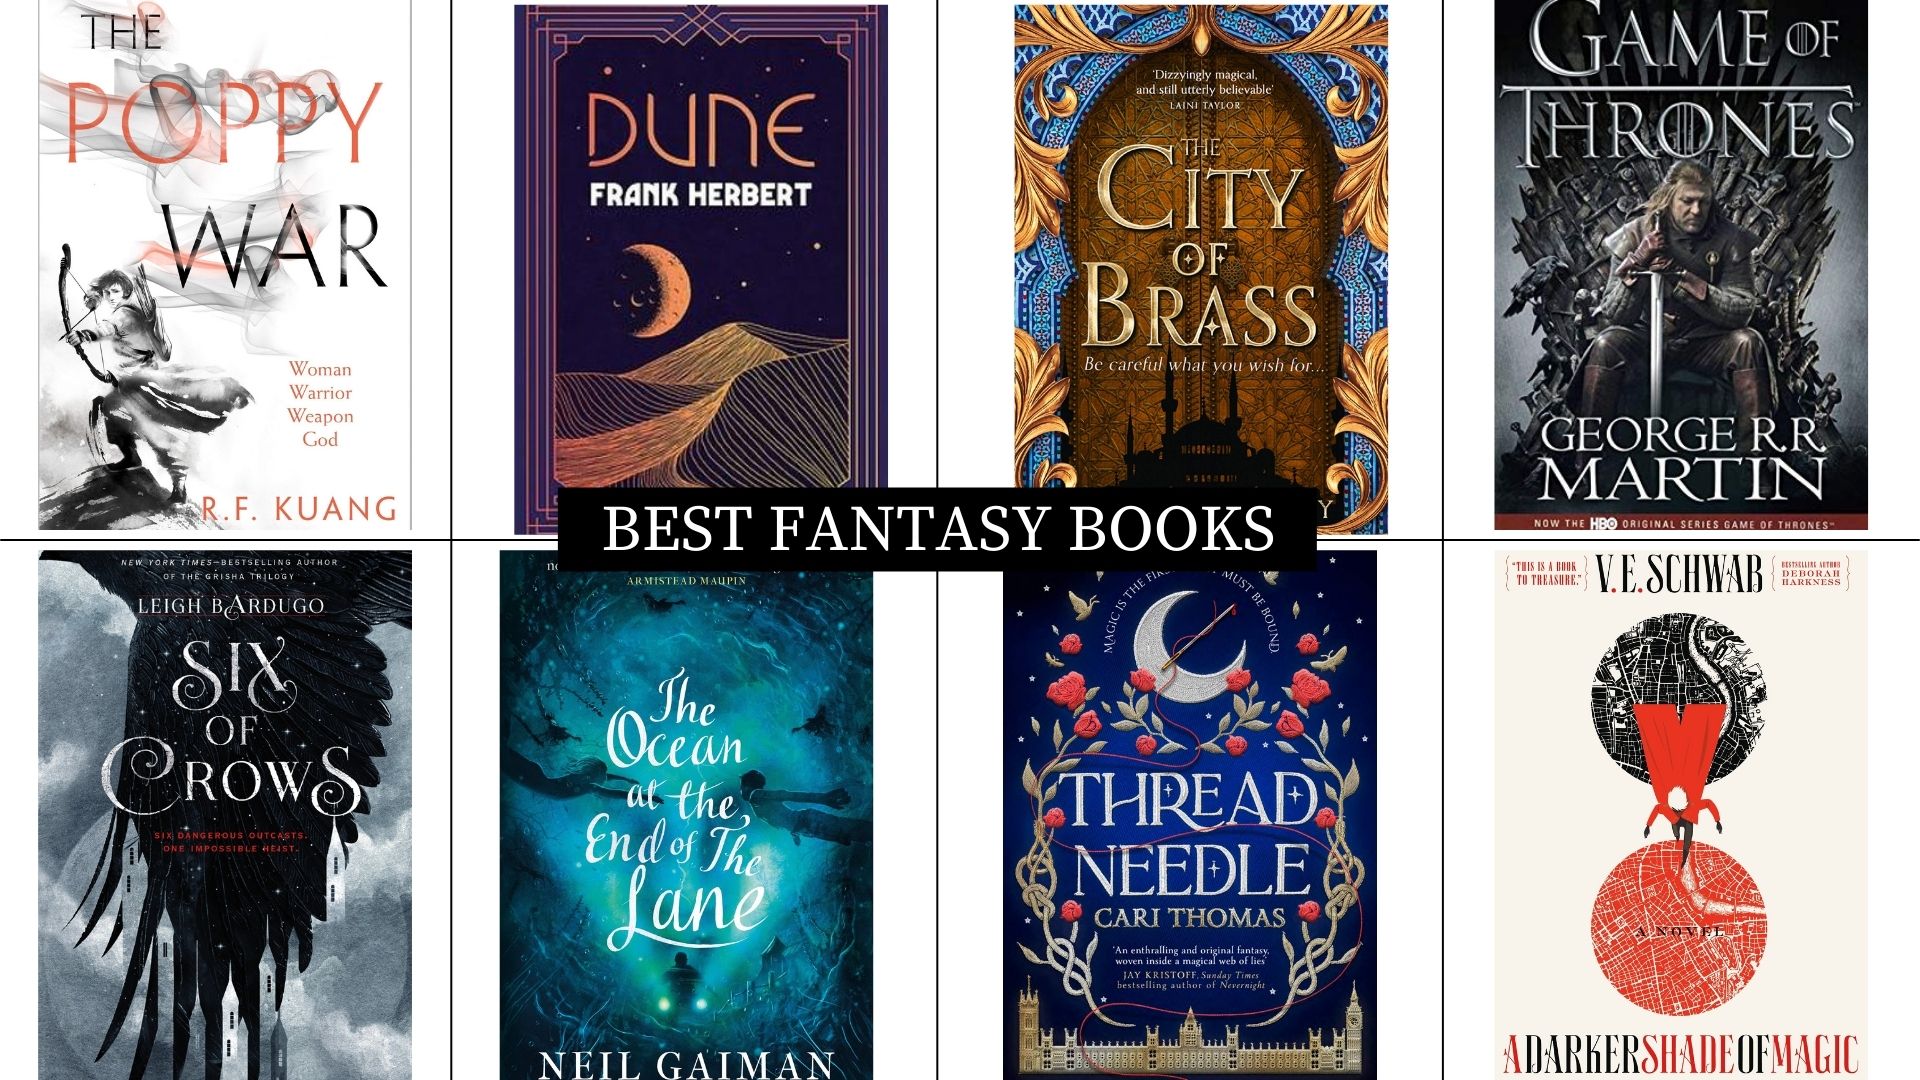 THE
POPPY
WAR
Woman
Warrior
Weapon
God
R.F. KUANG
DUNE
FRANK HERBERT
'Dizzyingly magical,
and still utterly believable'
LAINI TAYLOR
THE
CITY
OF
BRASS
Be careful what you wish for...
Y
GAME OF
THRONES
GEORGE R.R.
MARTIN
NOW THE HBO ORIGINAL SERIES GAME OF THRONES™
BEST FANTASY BOOKS
NEW YORK TIMES–BESTSELLING AUTHOR
OF THE GRISHA TRILOGY
LEIGH BARDUGO
SIX
OF
CROWS
SIX DANGEROUS OUTCASTS.
ONE IMPOSSIBLE HEIST.
ARMISTEAD MAUPIN
The
Ocean
at the
End of The
Lane
NEIL GAIMAN
MAGIC IS THE FIRS MUST BE BOUND.
THREAD
NEEDLE
CARI THOMAS
'An enthralling and original fantasy,
woven inside a magical web of lies'
JAY KRISTOFF, Sunday Times
bestselling author of Nevernight
"THIS IS A BOOK
TO TREASURE."
V.E.SCHWAB
BESTSELLING AUTHOR
DEBORAH
HARKNESS
A NOVEL
ADARKERSHADEOFMAGIC